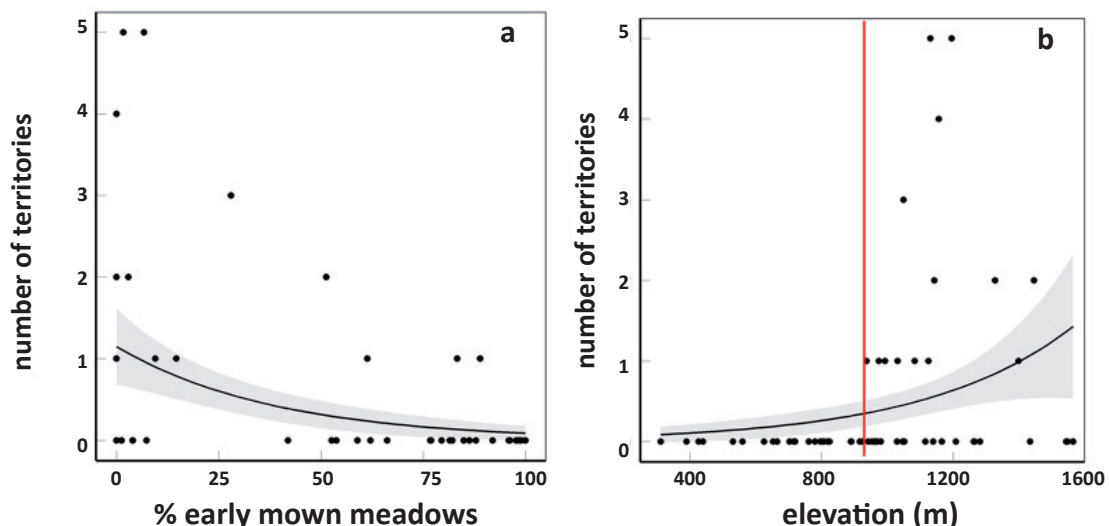 a
number of territories
5
4
3
2
1
0
0 25 50 75 100
% early mown meadows
b
number of territories
5
4
3
2
1
0
400 800 1200 1600
elevation (m)